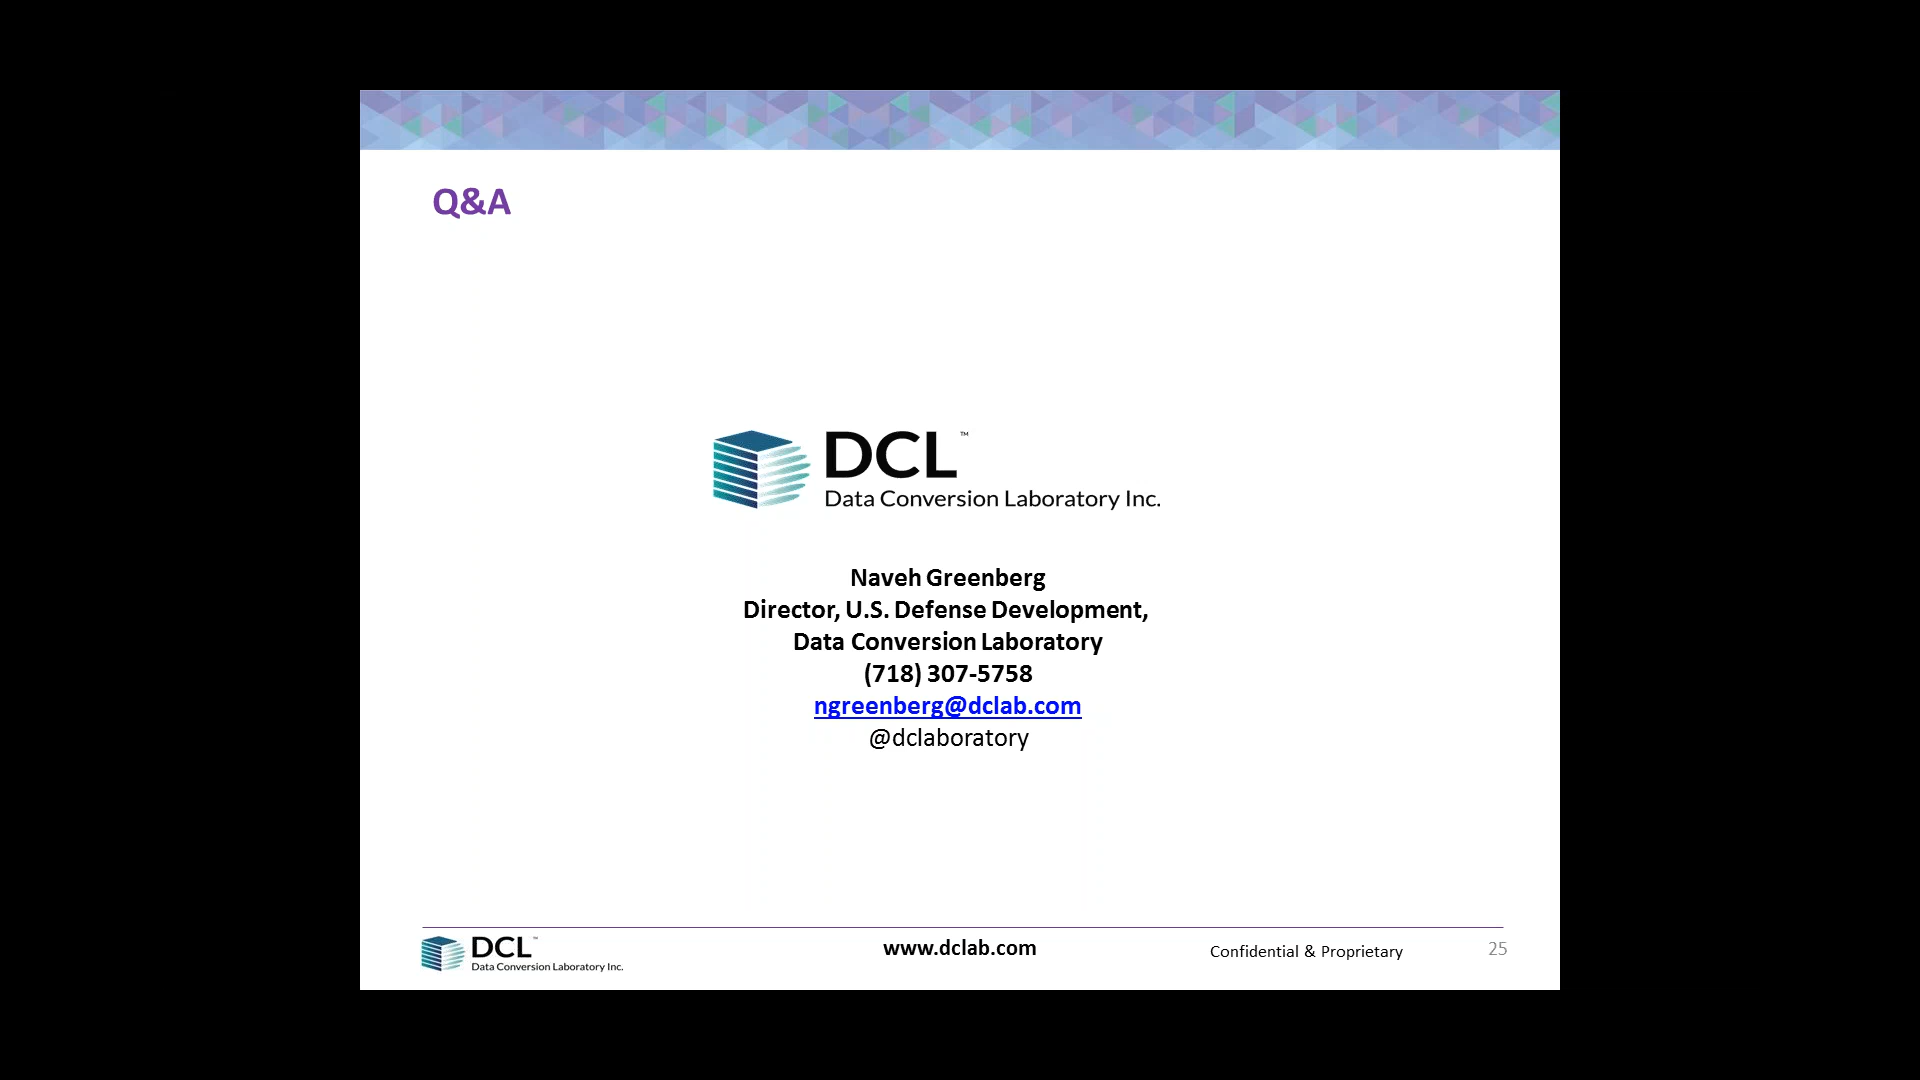 Q&A
DCL™
Data Conversion Laboratory Inc.
Naveh Greenberg
Director, U.S. Defense Development,
Data Conversion Laboratory
(718) 307-5758
ngreenberg@dclab.com
@dclaboratory
DCL™
Data Conversion Laboratory Inc.
www.dclab.com
Confidential & Proprietary
25